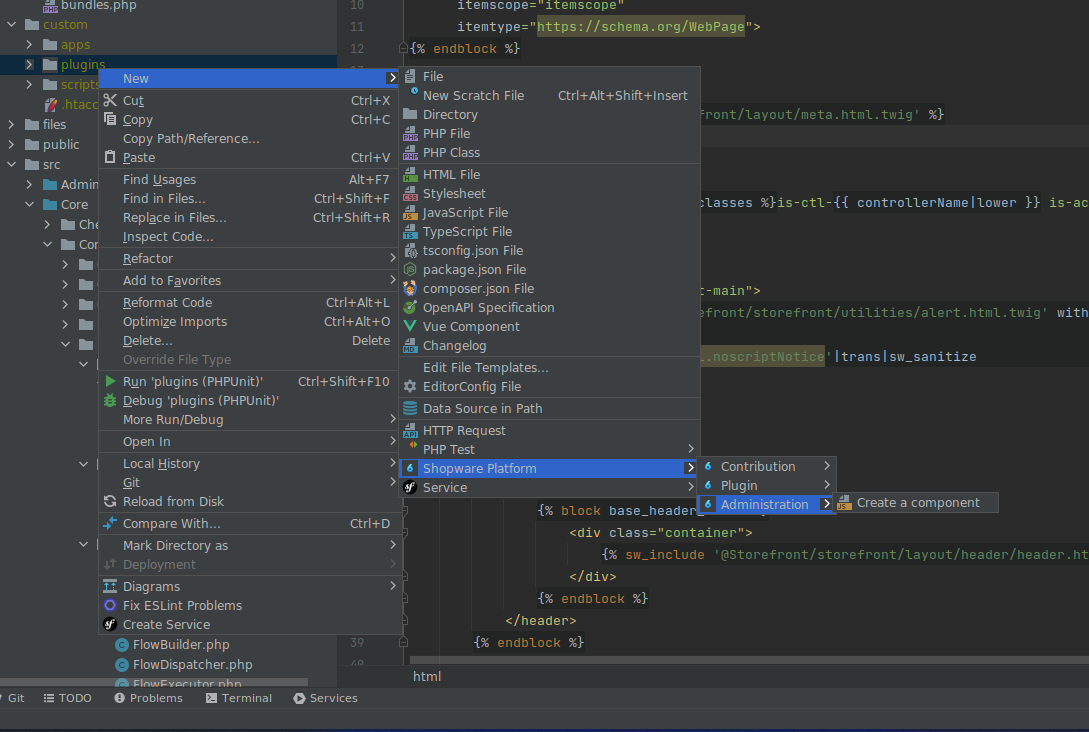 bundles.php
custom
apps
plugins
scripts
.htacc
files
public
src
Admin
Core
Che
Cor
FlowBuilder.php
FlowDispatcher.php
FlowExecutor.php
New
Cut Ctrl+X
Copy Ctrl+C
Copy Path/Reference...
Paste Ctrl+V
Find Usages Alt+F7
Find in Files... Ctrl+Shift+F
Replace in Files... Ctrl+Shift+R
Inspect Code...
Refactor
Add to Favorites
Reformat Code Ctrl+Alt+L
Optimize Imports Ctrl+Alt+O
Delete... Delete
Override File Type
Run 'plugins (PHPUnit)' Ctrl+Shift+F10
Debug 'plugins (PHPUnit)'
More Run/Debug
Open In
Local History
Git
Reload from Disk
Compare With... Ctrl+D
Mark Directory as
Deployment
Diagrams
Fix ESLint Problems
Create Service
File
New Scratch File Ctrl+Alt+Shift+Insert
Directory
PHP File
PHP Class
HTML File
Stylesheet
JavaScript File
TypeScript File
tsconfig.json File
package.json File
composer.json File
OpenAPI Specification
Vue Component
Changelog
Edit File Templates...
EditorConfig File
Data Source in Path
HTTP Request
PHP Test
Shopware Platform
Service
Contribution
Plugin
Administration
Create a component
10 itemscope="itemscope"
11 itemtype="https://schema.org/WebPage">
12 {% endblock %}
front/layout/meta.html.twig' %}
classes %}is-ctl-{{ controllerName|lower }} is-ac
t-main">
efront/storefront/utilities/alert.html.twig' with
.noscriptNotice'|trans|sw_sanitize
{% block base_header_
<div class="container">
{% sw_include '@Storefront/storefront/layout/header/header.ht
</div>
{% endblock %}
</header>
39 {% endblock %}
40
html
Git TODO Problems Terminal Services